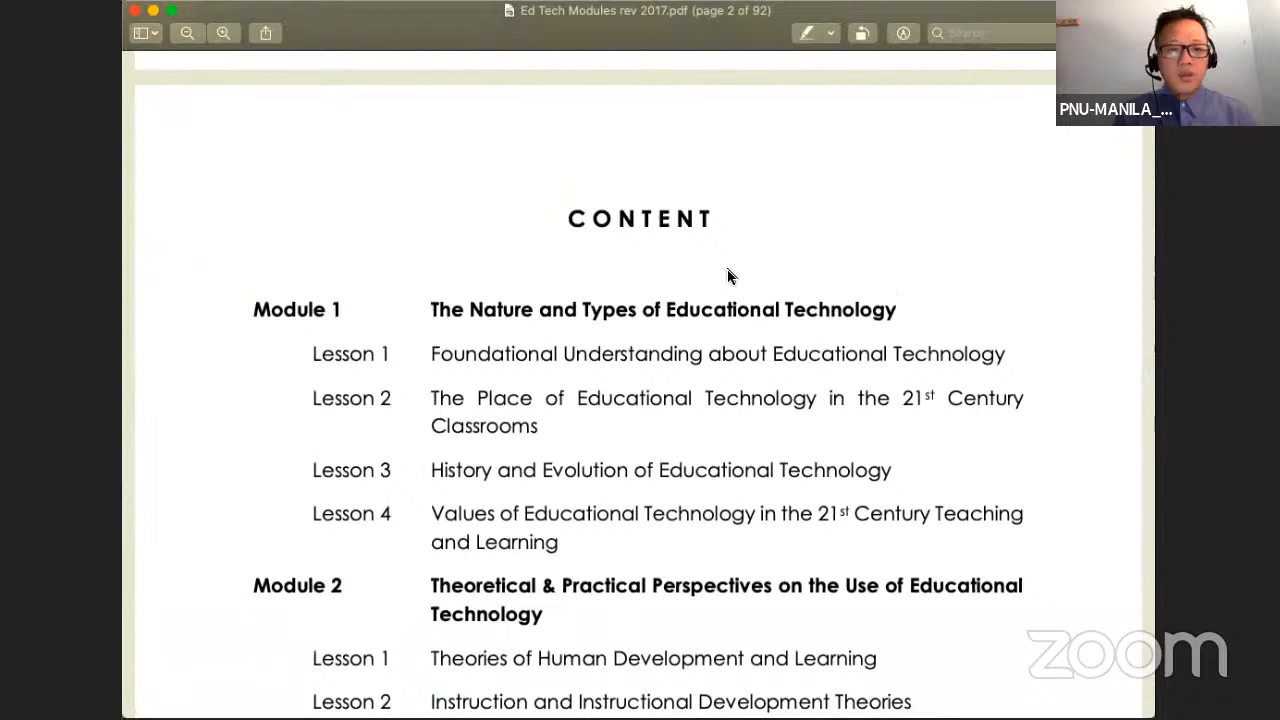 Ed Tech Modules rev 2017.pdf (page 2 of 92)
Search
PNU-MANILA_...
CONTENT
Module 1 The Nature and Types of Educational Technology
Lesson 1 Foundational Understanding about Educational Technology
Lesson 2 The Place of Educational Technology in the 21st Century
Classrooms
Lesson 3 History and Evolution of Educational Technology
Lesson 4 Values of Educational Technology in the 21st Century Teaching
and Learning
Module 2 Theoretical & Practical Perspectives on the Use of Educational
Technology
Lesson 1 Theories of Human Development and Learning
Lesson 2 Instruction and Instructional Development Theories
zoom